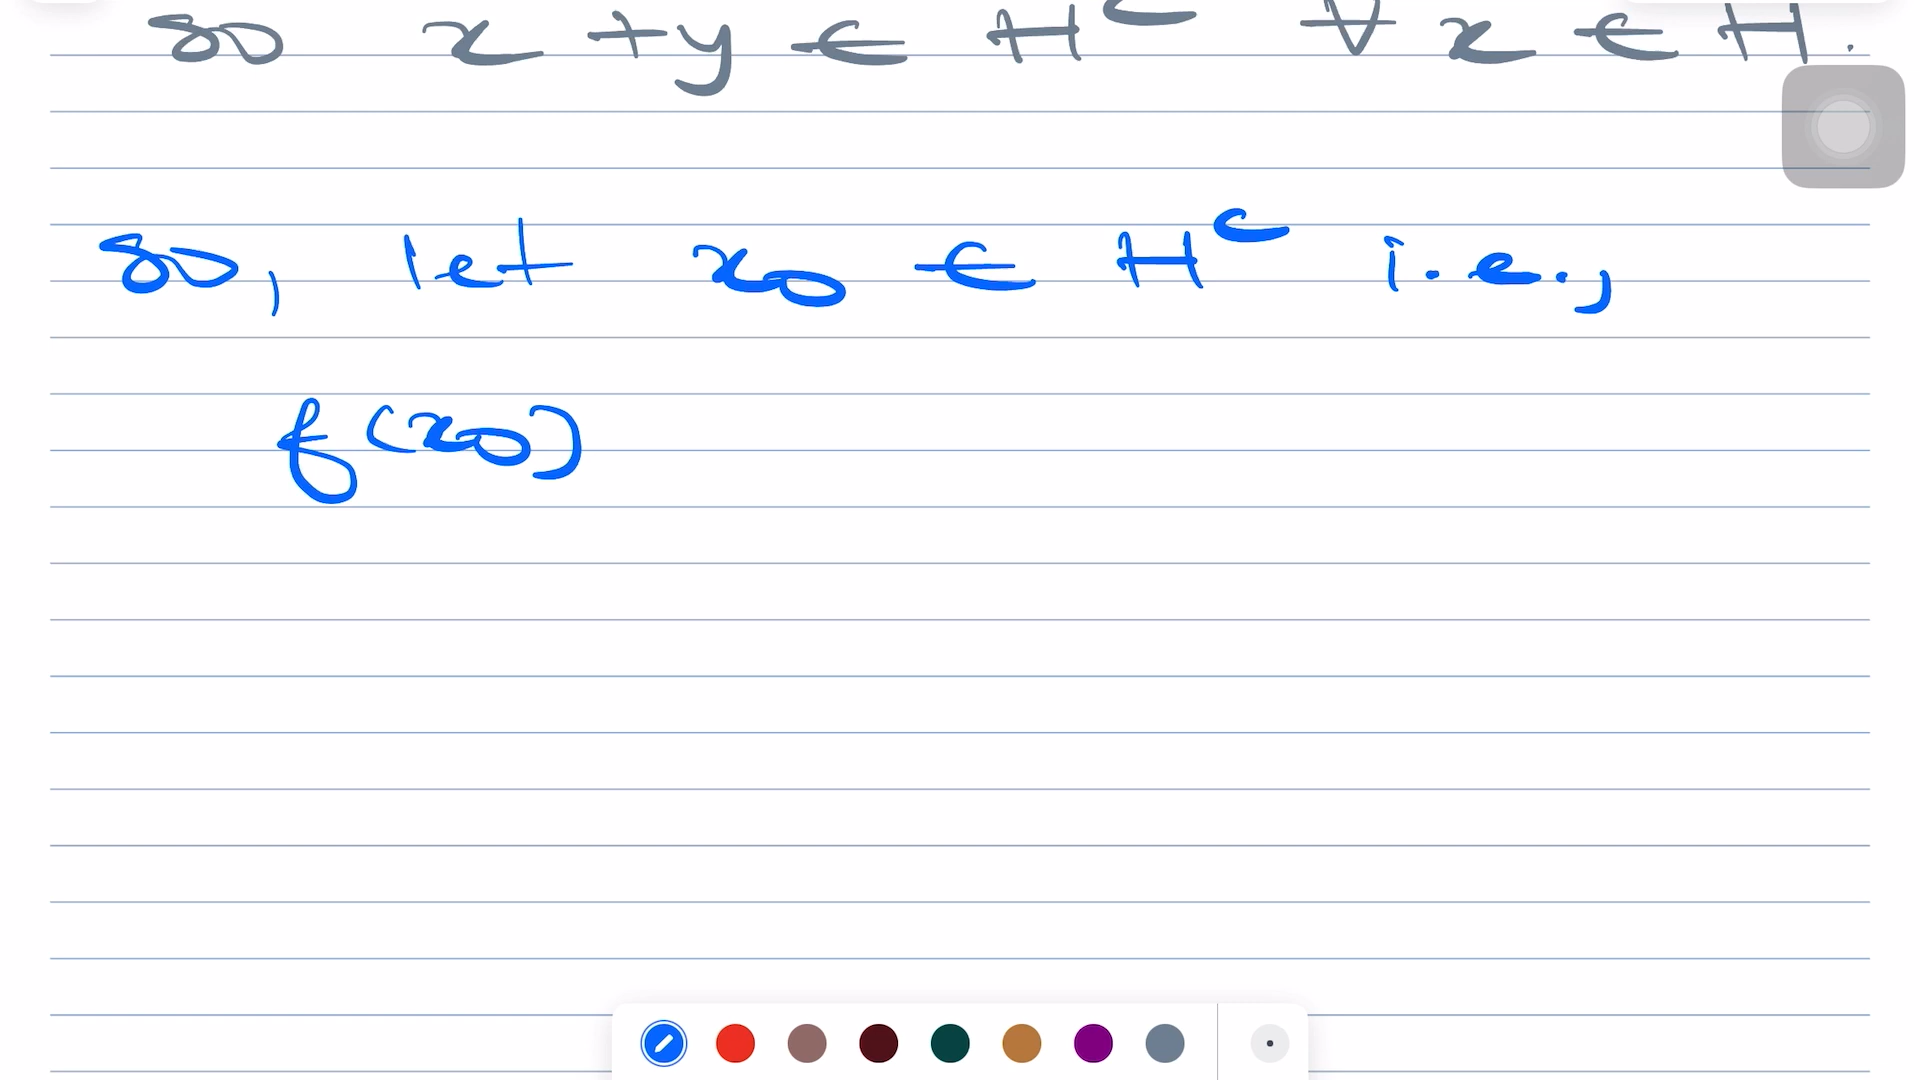 so x + y ∈ H^c ∀ x ∈ H.
so, let x₀ ∈ H^c i.e.,
f(x₀)